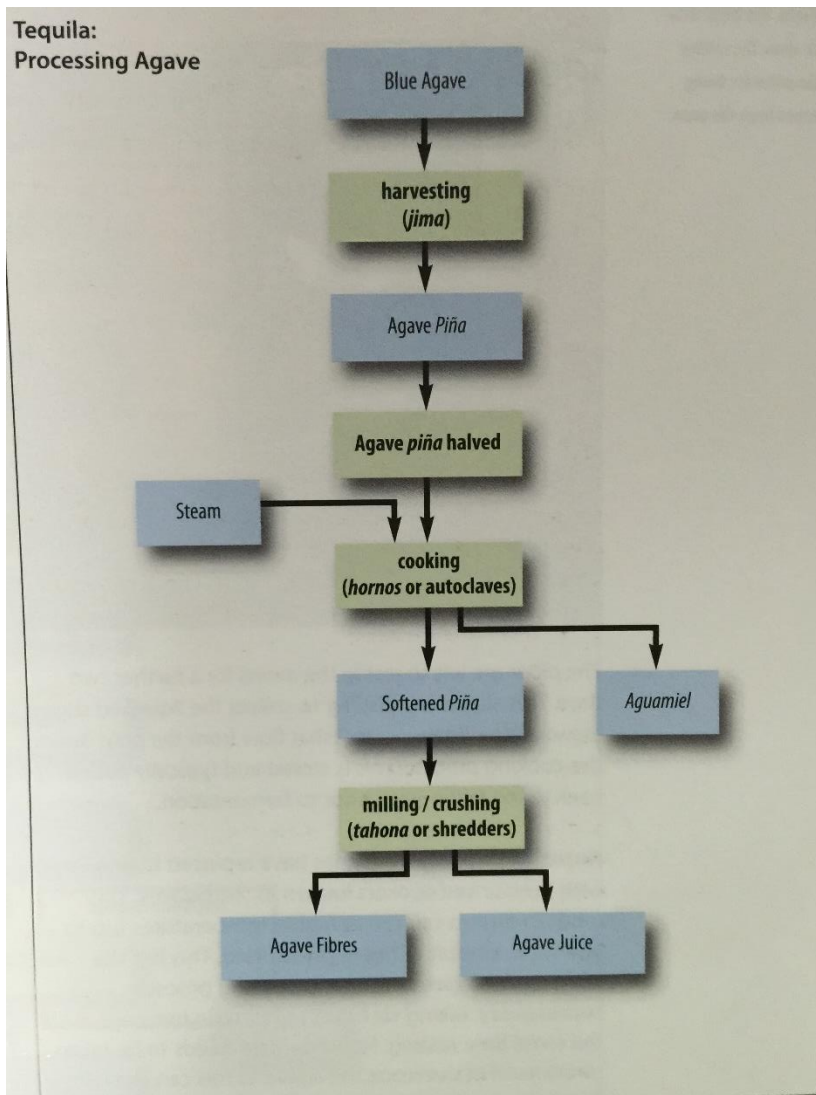 Tequila:
Processing Agave
Blue Agave
harvesting
(jima)
Agave Piña
Agave piña halved
Steam
cooking
(hornos or autoclaves)
Softened Piña
Aguamiel
milling / crushing
(tahona or shredders)
Agave Fibres
Agave Juice